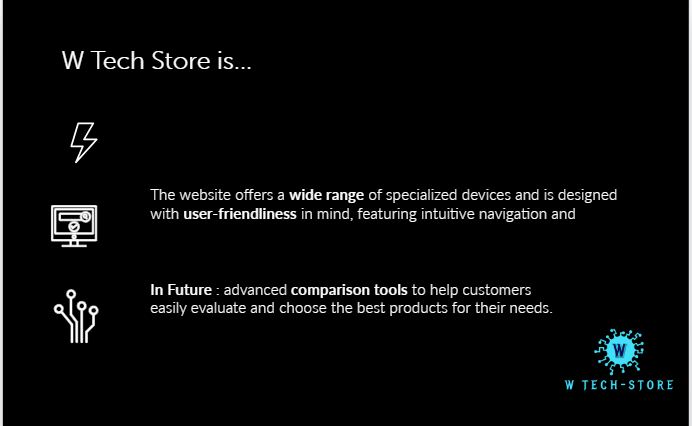 W Tech Store is...
The website offers a wide range of specialized devices and is designed
with user-friendliness in mind, featuring intuitive navigation and
In Future : advanced comparison tools to help customers
easily evaluate and choose the best products for their needs.
W
W TECH-STORE